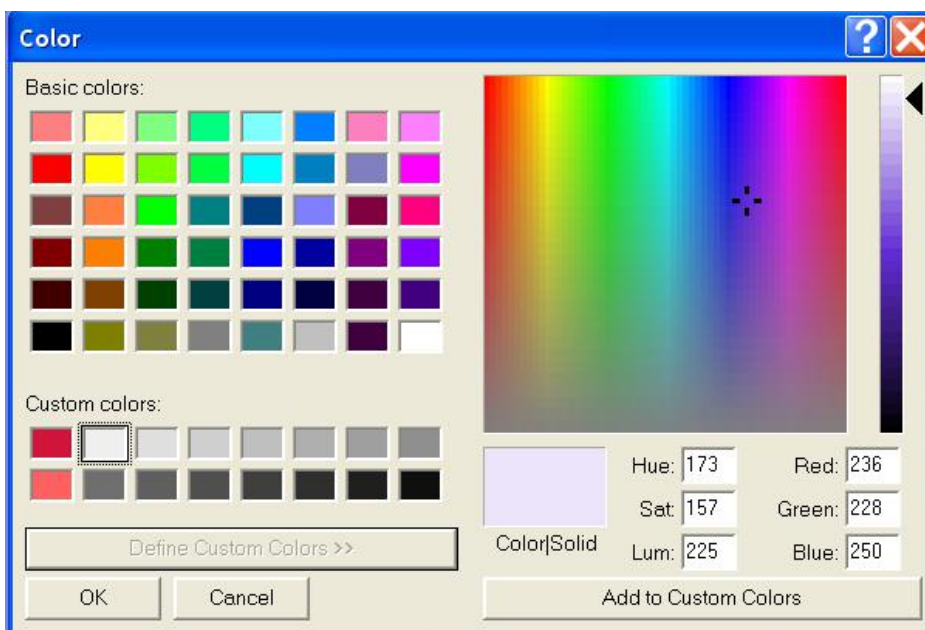 Color
Basic colors:
Custom colors:
Define Custom Colors >>
OK Cancel
Color|Solid
Hue: 173 Red: 236
Sat: 157 Green: 228
Lum: 225 Blue: 250
Add to Custom Colors